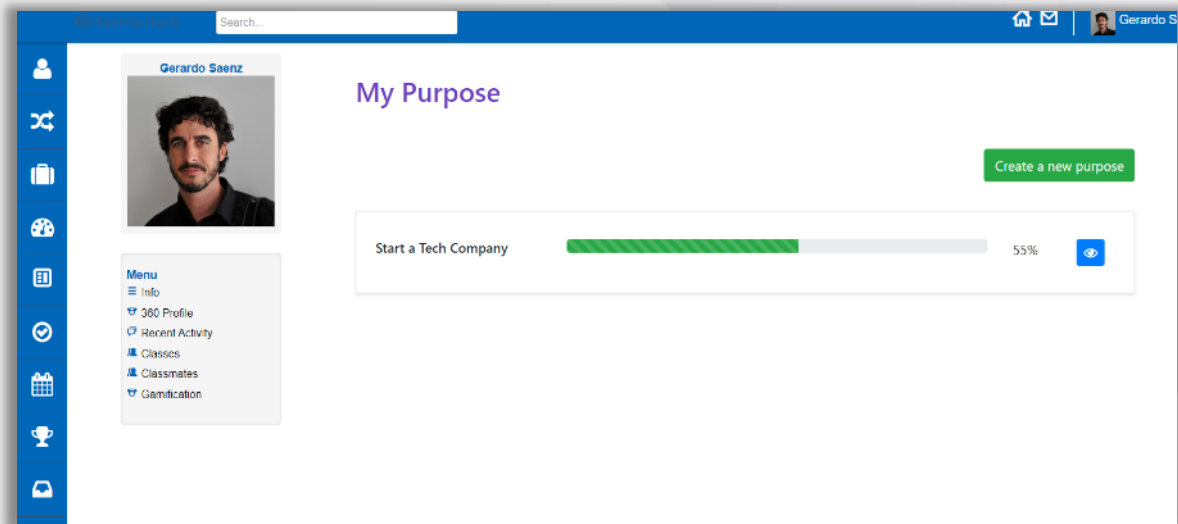 Search...
Gerardo S
Gerardo Saenz
My Purpose
Create a new purpose
Start a Tech Company
55%
Menu
Info
360 Profile
Recent Activity
Classes
Classmates
Gamification